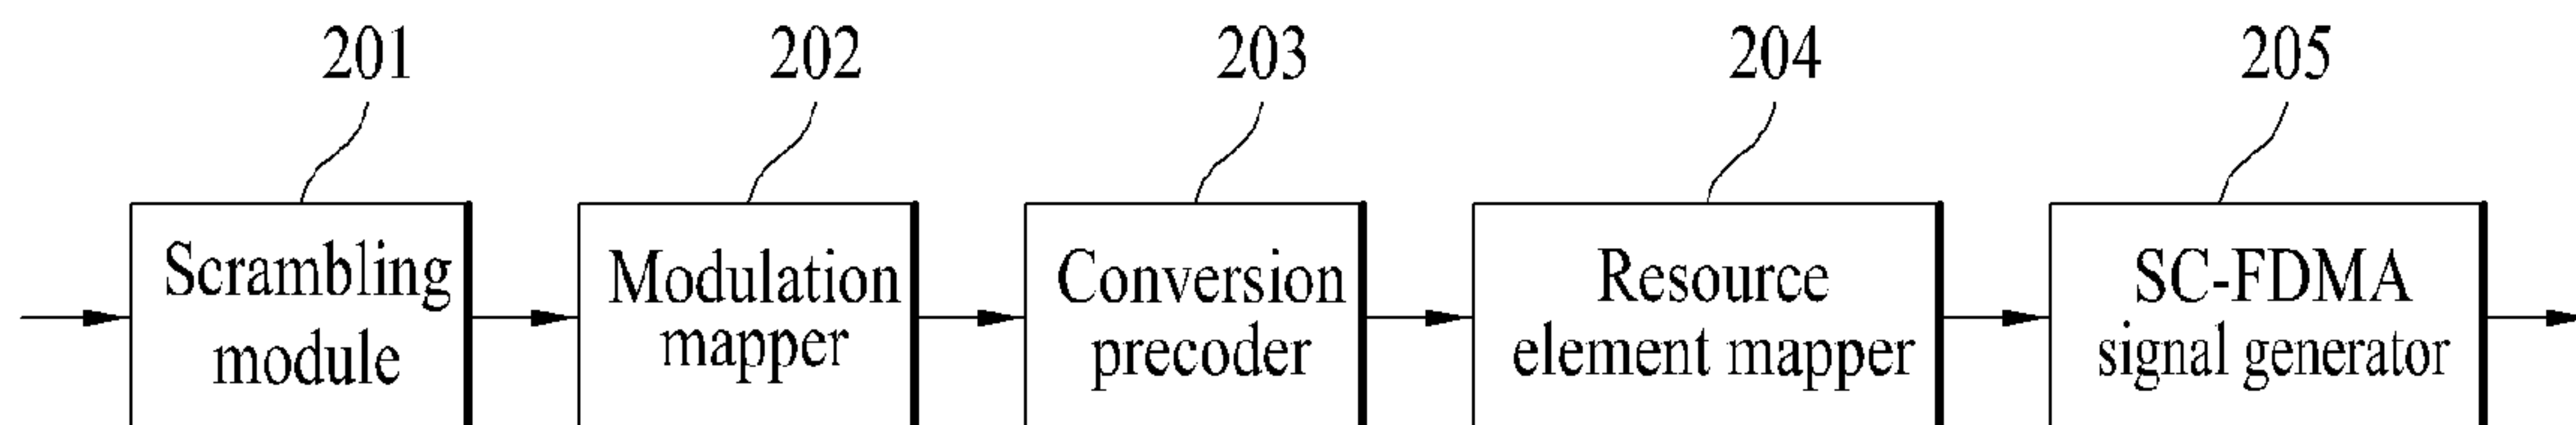 201
202
203
204
205
Scrambling
module
Modulation
mapper
Conversion
precoder
Resource
element mapper
SC-FDMA
signal generator